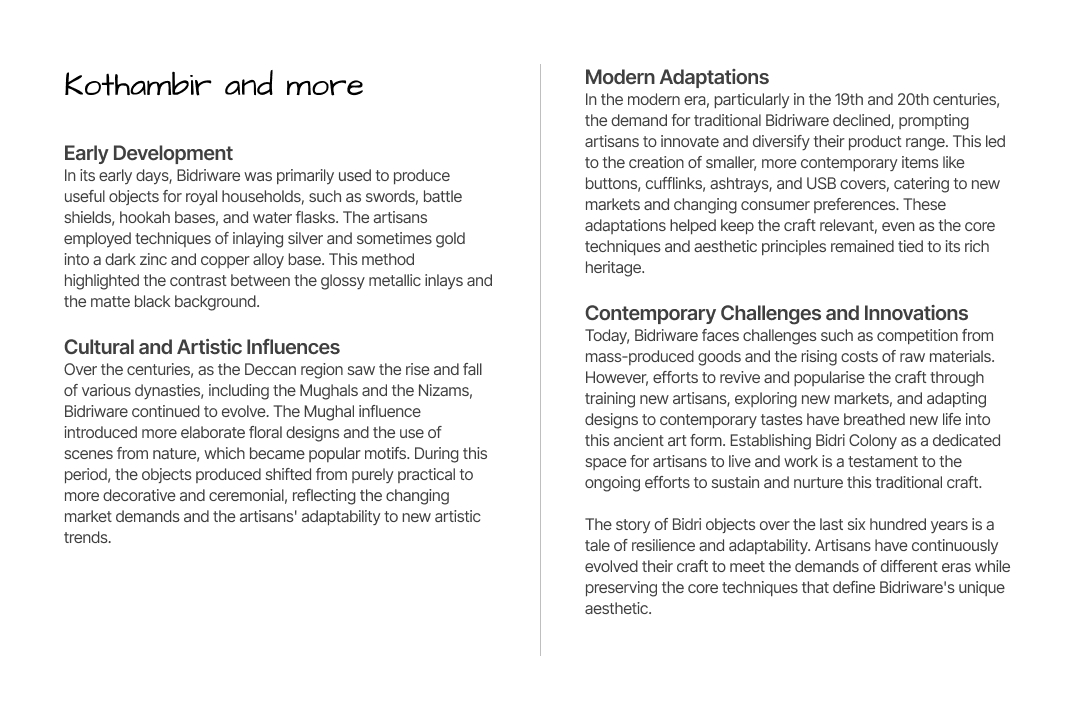 Kothambir and more
Early Development
In its early days, Bidriware was primarily used to produce
useful objects for royal households, such as swords, battle
shields, hookah bases, and water flasks. The artisans
employed techniques of inlaying silver and sometimes gold
into a dark zinc and copper alloy base. This method
highlighted the contrast between the glossy metallic inlays and
the matte black background.
Cultural and Artistic Influences
Over the centuries, as the Deccan region saw the rise and fall
of various dynasties, including the Mughals and the Nizams,
Bidriware continued to evolve. The Mughal influence
introduced more elaborate floral designs and the use of
scenes from nature, which became popular motifs. During this
period, the objects produced shifted from purely practical to
more decorative and ceremonial, reflecting the changing
market demands and the artisans' adaptability to new artistic
trends.
Modern Adaptations
In the modern era, particularly in the 19th and 20th centuries,
the demand for traditional Bidriware declined, prompting
artisans to innovate and diversify their product range. This led
to the creation of smaller, more contemporary items like
buttons, cufflinks, ashtrays, and USB covers, catering to new
markets and changing consumer preferences. These
adaptations helped keep the craft relevant, even as the core
techniques and aesthetic principles remained tied to its rich
heritage.
Contemporary Challenges and Innovations
Today, Bidriware faces challenges such as competition from
mass-produced goods and the rising costs of raw materials.
However, efforts to revive and popularise the craft through
training new artisans, exploring new markets, and adapting
designs to contemporary tastes have breathed new life into
this ancient art form. Establishing Bidri Colony as a dedicated
space for artisans to live and work is a testament to the
ongoing efforts to sustain and nurture this traditional craft.
The story of Bidri objects over the last six hundred years is a
tale of resilience and adaptability. Artisans have continuously
evolved their craft to meet the demands of different eras while
preserving the core techniques that define Bidriware's unique
aesthetic.